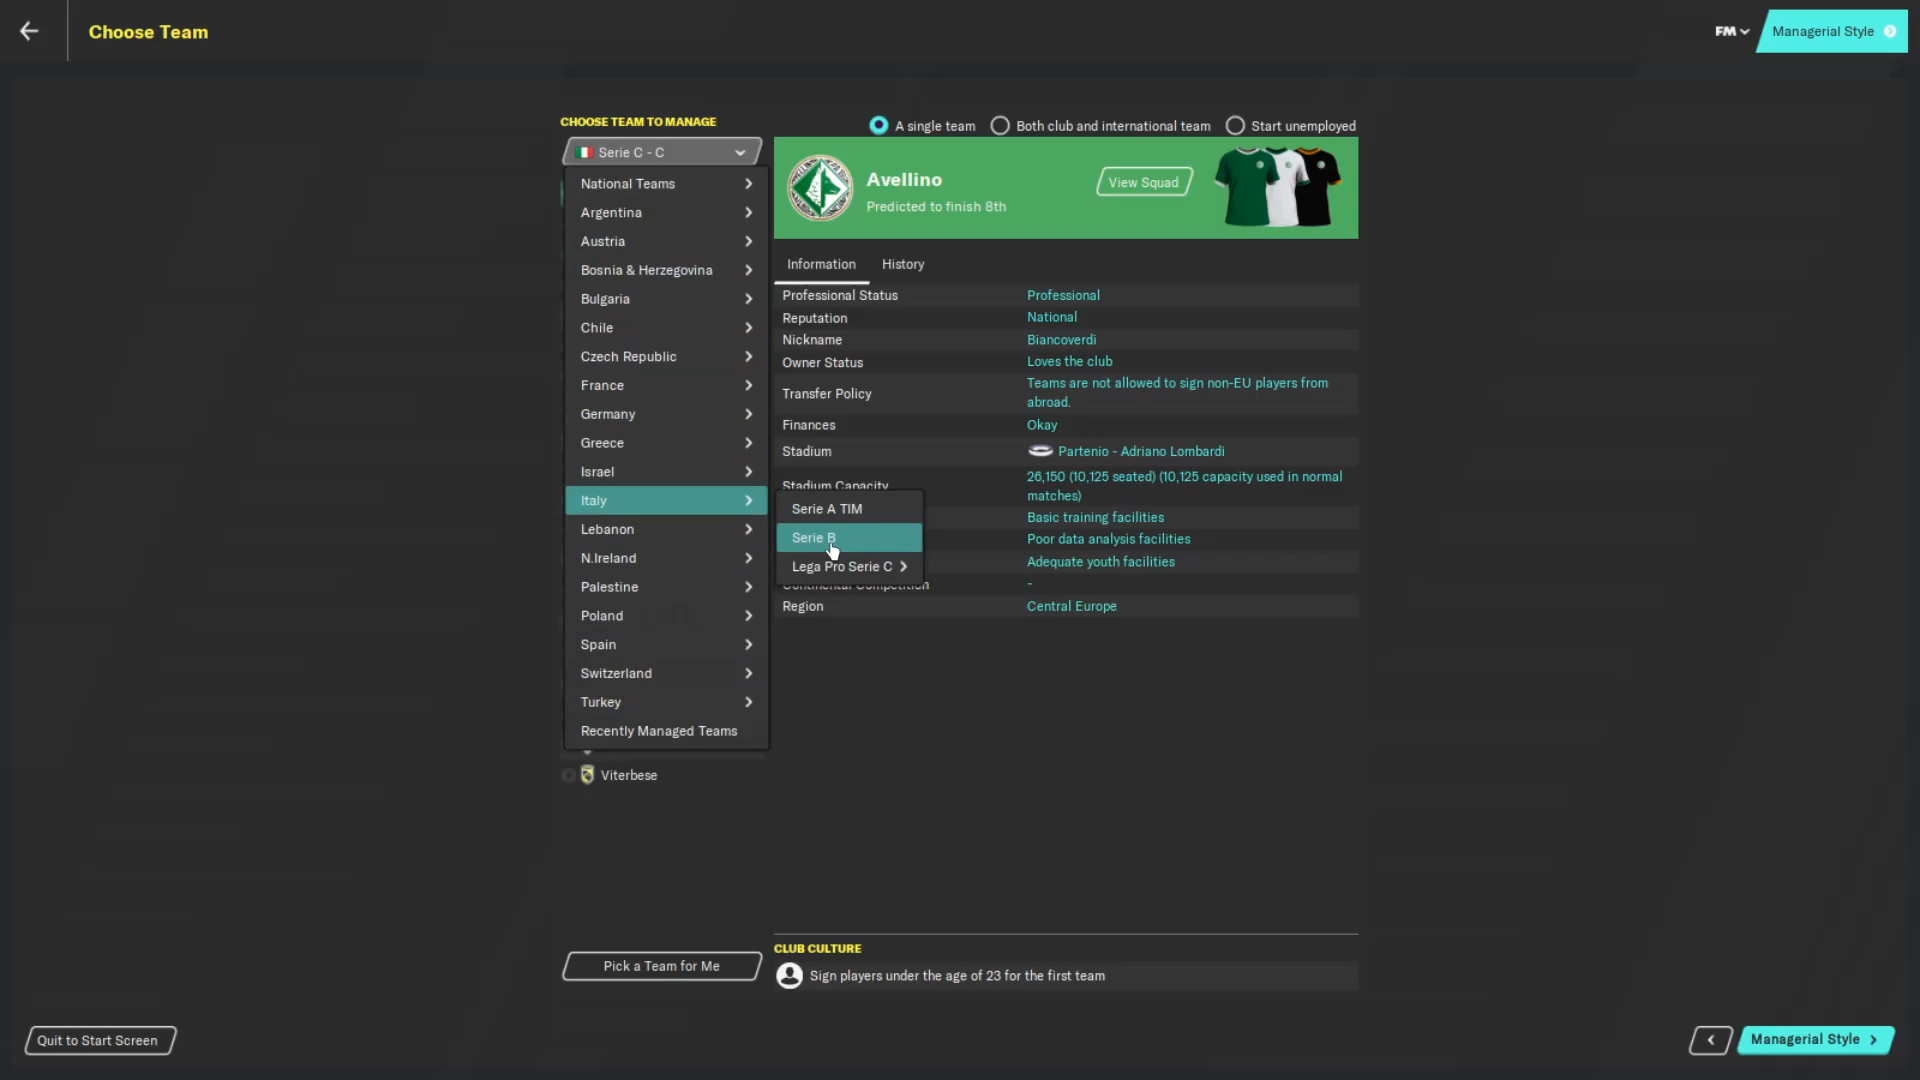 Choose Team
FM
Managerial Style
CHOOSE TEAM TO MANAGE
A single team
Both club and international team
Start unemployed
Serie C - C
National Teams
Argentina
Austria
Bosnia & Herzegovina
Bulgaria
Chile
Czech Republic
France
Germany
Greece
Israel
Italy
Lebanon
N.Ireland
Palestine
Poland
Spain
Switzerland
Turkey
Recently Managed Teams
Viterbese
Serie A TIM
Serie B
Lega Pro Serie C
Avellino
Predicted to finish 8th
View Squad
Information
History
Professional Status
Professional
Reputation
National
Nickname
Biancoverdi
Owner Status
Loves the club
Transfer Policy
Teams are not allowed to sign non-EU players from
abroad.
Finances
Okay
Stadium
Partenio - Adriano Lombardi
Stadium Capacity
26,150 (10,125 seated) (10,125 capacity used in normal
matches)
Basic training facilities
Poor data analysis facilities
Adequate youth facilities
Continental Competition
-
Region
Central Europe
Pick a Team for Me
CLUB CULTURE
Sign players under the age of 23 for the first team
Quit to Start Screen
Managerial Style